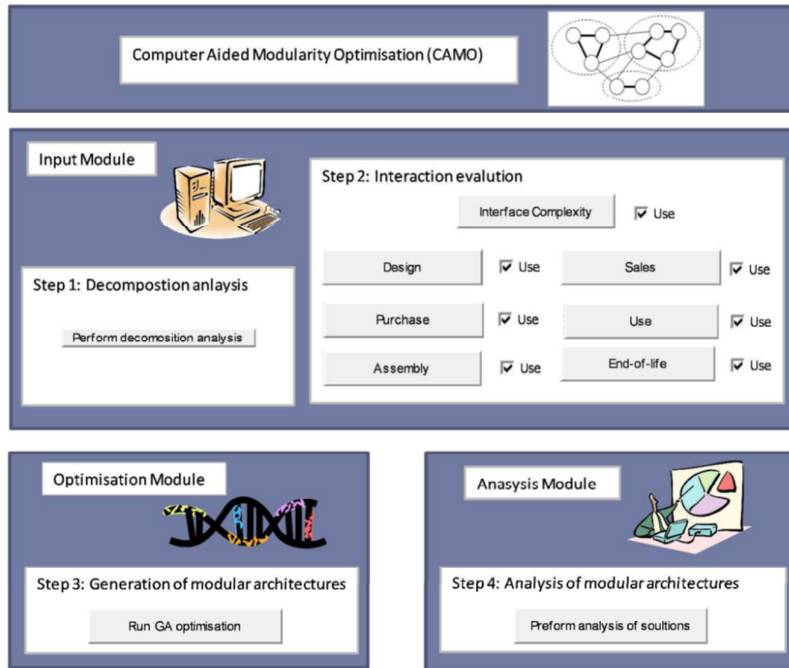 Computer Aided Modularity Optimisation (CAMO)
Input Module
Step 2: Interaction evalution
Interface Complexity
Use
Design
Use
Sales
Use
Step 1: Decompostion anlaysis
Perform decomosition analysis
Purchase
Use
Use
Use
Assembly
Use
End-of-life
Use
Optimisation Module
Step 3: Generation of modular architectures
Run GA optimisation
Anasysis Module
Step 4: Analysis of modular architectures
Preform analysis of soultions